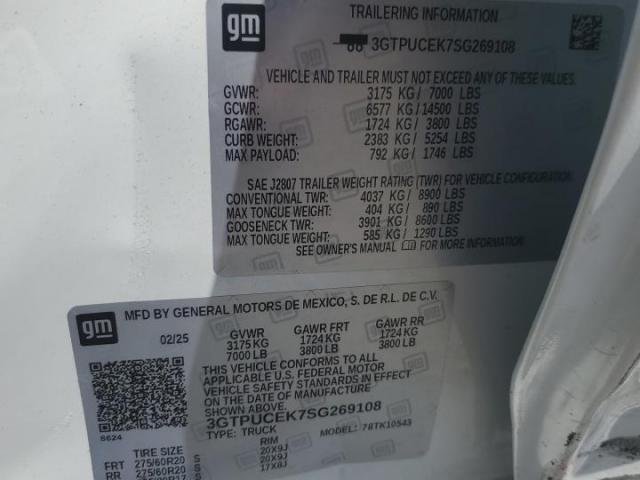 gm
TRAILERING INFORMATION
3GTPUCEK7SG269108
VEHICLE AND TRAILER MUST NOT EXCEED ANY OF THESE VALUES
GVWR: 3175 KG/ 7000 LBS
GCWR: 6577 KG/14500 LBS
RGAWR: 1724 KG/ 3800 LBS
CURB WEIGHT: 2383 KG/ 5254 LBS
MAX PAYLOAD: 792 KG/ 1746 LBS
SAE J2807 TRAILER WEIGHT RATING (TWR) FOR VEHICLE CONFIGURATION:
CONVENTIONAL TWR: 4037 KG/ 8900 LBS
MAX TONGUE WEIGHT: 404 KG/ 890 LBS
GOOSENECK TWR: 3901 KG/ 8600 LBS
MAX TONGUE WEIGHT: 585 KG/ 1290 LBS
SEE OWNER'S MANUAL gm FOR MORE INFORMATION
gm
MFD BY GENERAL MOTORS DE MEXICO, S. DE R.L. DE C.V.
02/25 GVWR GAWR FRT GAWR RR
3175 KG 1724 KG 1724 KG
7000 LB 3800 LB 3800 LB
THIS VEHICLE CONFORMS TO ALL
APPLICABLE U.S. FEDERAL MOTOR
VEHICLE SAFETY STANDARDS IN EFFECT ON
THE DATE OF MANUFACTURE SHOWN ABOVE.
3GTPUCEK7SG269108
S624
TYPE: TRUCK MODEL: 78TK10543
TIRE SIZE RIM
FRT 275/60R20 S 20X9J
RR 275/60R20 S 20X9J
17X8J